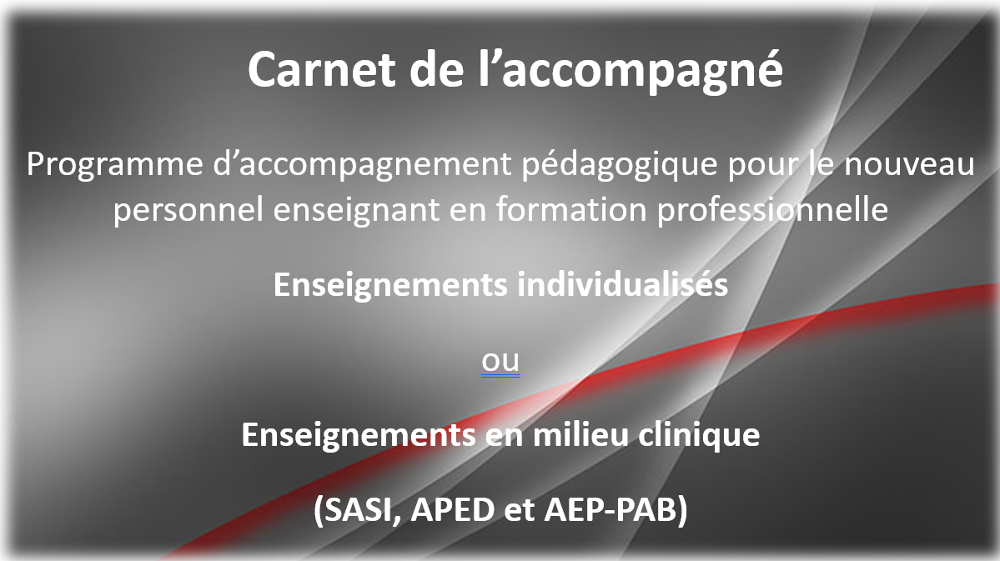 Carnet de l’accompagné
Programme d’accompagnement pédagogique pour le nouveau
personnel enseignant en formation professionnelle
Enseignements individualisés
ou
Enseignements en milieu clinique
(SASI, APED et AEP-PAB)